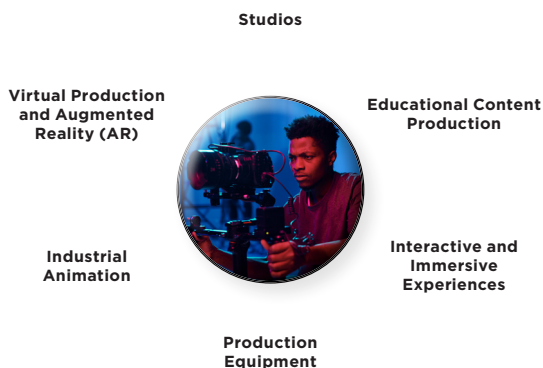 Studios
Virtual Production
and Augmented
Reality (AR)
Educational Content
Production
Industrial
Animation
Interactive and
Immersive
Experiences
Production
Equipment